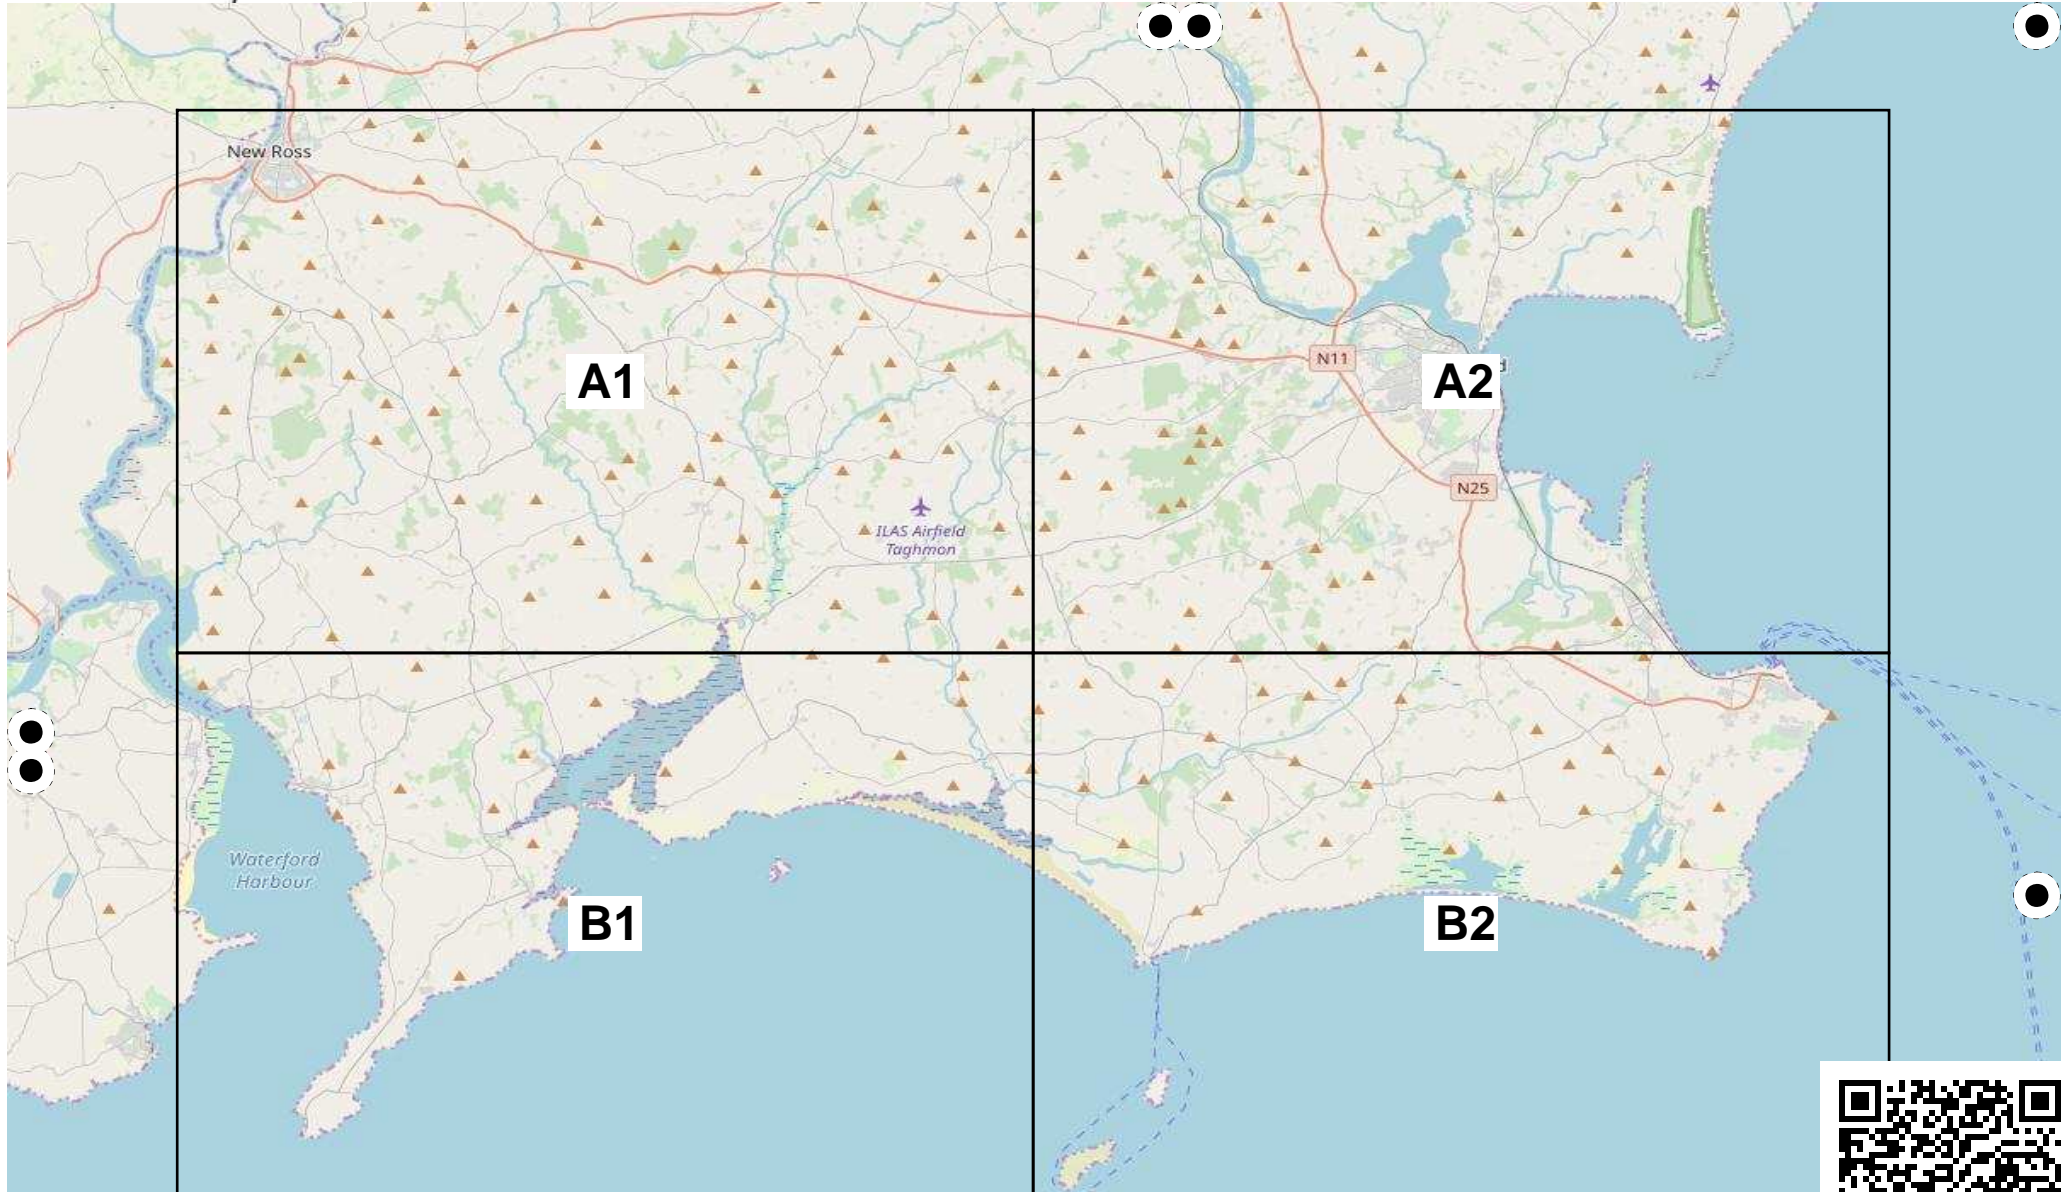 New Ross
N11
A1
A2
N25
ILAS Airfield
Taghmon
Waterford
Harbour
B1
B2